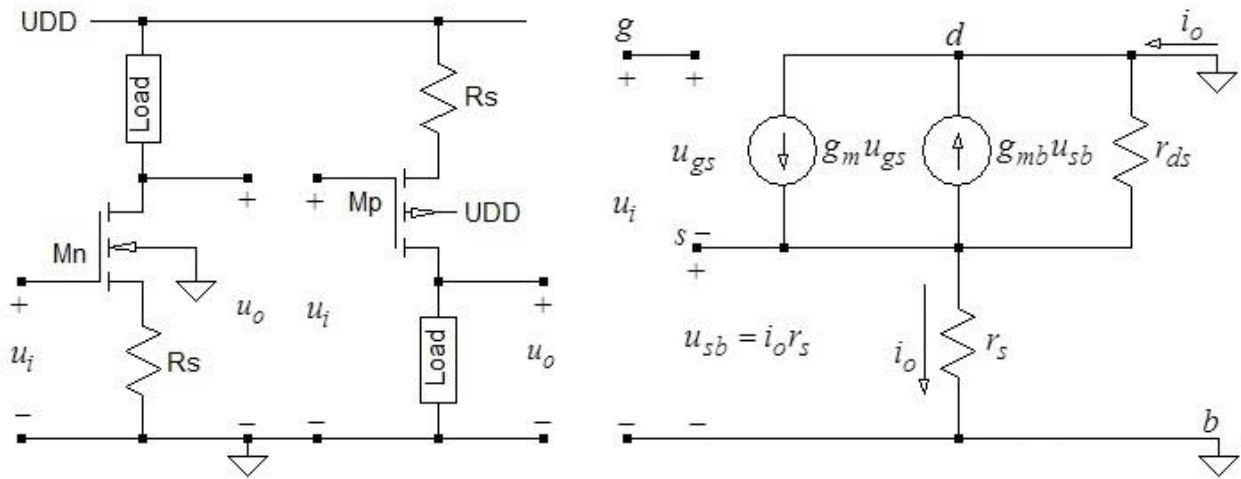 UDD
Load
Rs
+
+
Mp
UDD
Mn
+
+
u_o
u_i
u_i
Rs
Load
u_o
−
−
−
−
g
d
i_o
+
+
u_gs
g_m u_gs
g_mb u_sb
r_ds
u_i
s
−
+
u_sb = i_o r_s
i_o
r_s
−
−
b